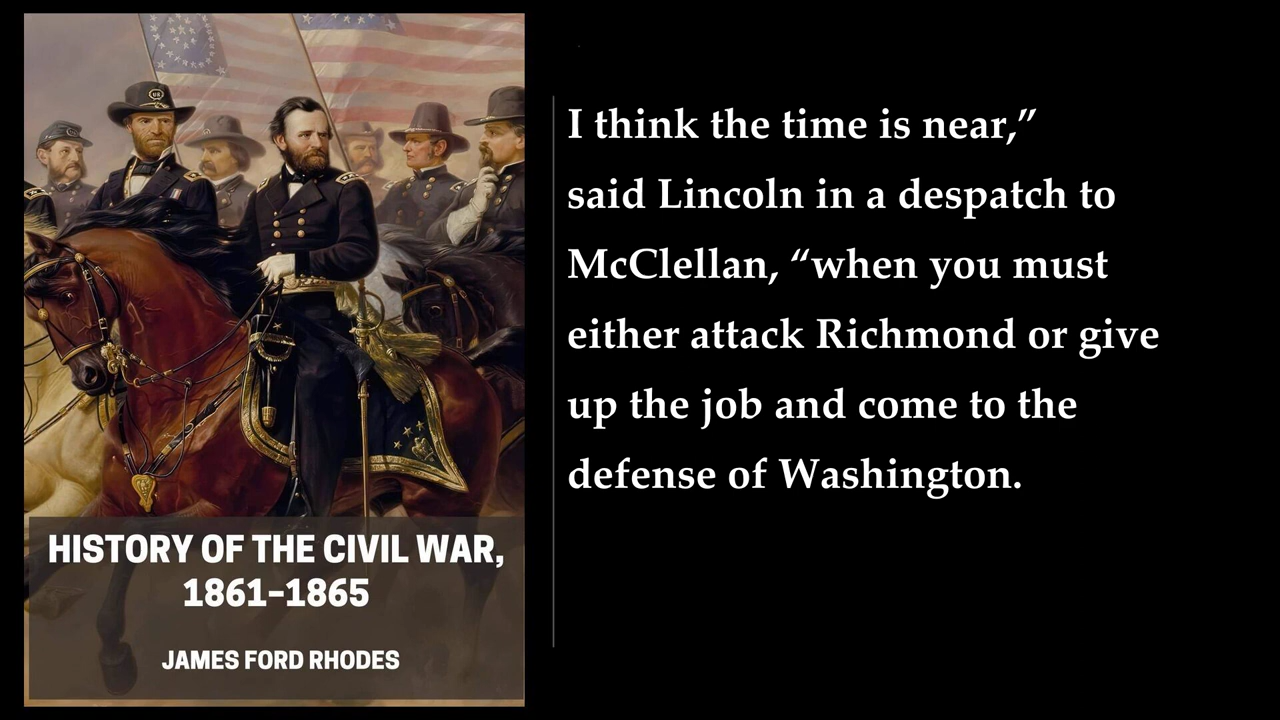 I think the time is near,”
said Lincoln in a despatch to
McClellan, “when you must
either attack Richmond or give
up the job and come to the
defense of Washington.
HISTORY OF THE CIVIL WAR,
1861–1865
JAMES FORD RHODES